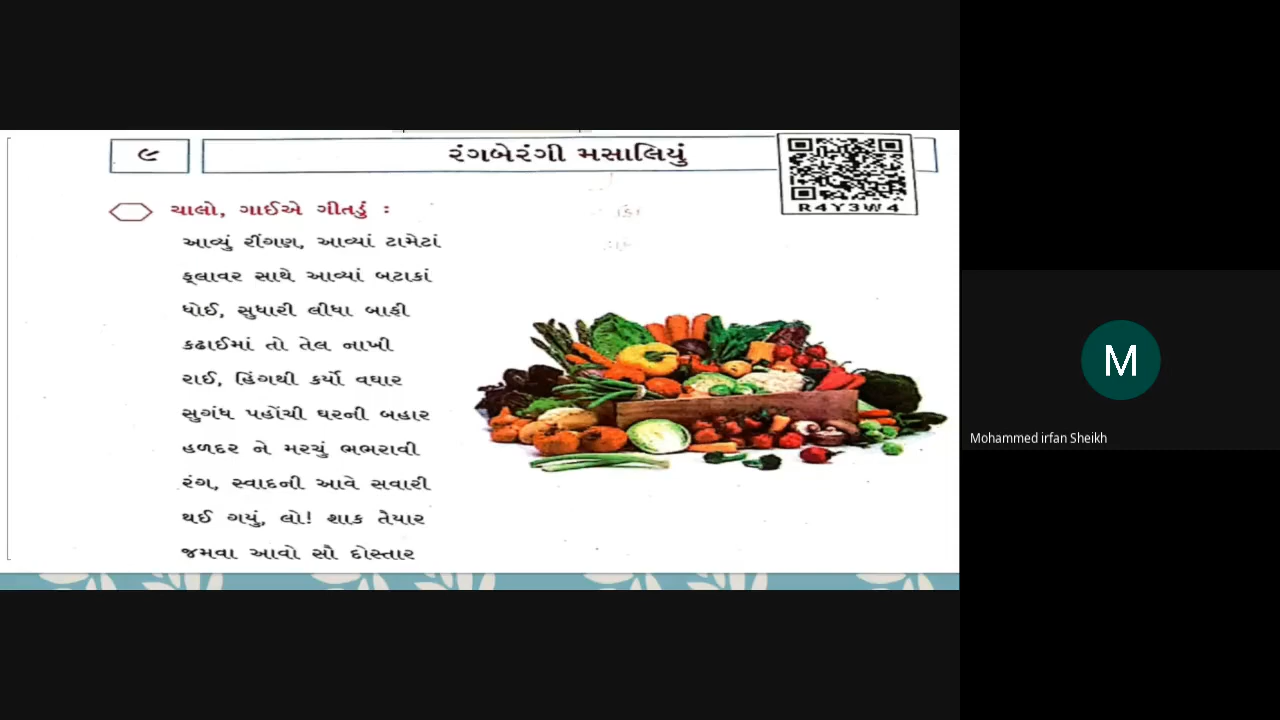 ૯
રંગબેરંગી મસાલિયું
R4Y3W4
ચાલો, ગાઈએ ગીતડું :
આવ્યું રીંગણ, આવ્યાં ટામેટાં
ફ્લાવર સાથે આવ્યાં બટાકાં
ધોઈ, સુધારી લીધા બાકી
કઢાઈમાં તો તેલ નાખી
રાઈ, હિંગથી કર્યો વઘાર
સુગંધ પહોંચી ઘરની બહાર
હળદર ને મરચું ભભરાવી
રંગ, સ્વાદની આવે સવારી
થઈ ગયું, લો! શાક તૈયાર
જમવા આવો સૌ દોસ્તાર
M
Mohammed irfan Sheikh